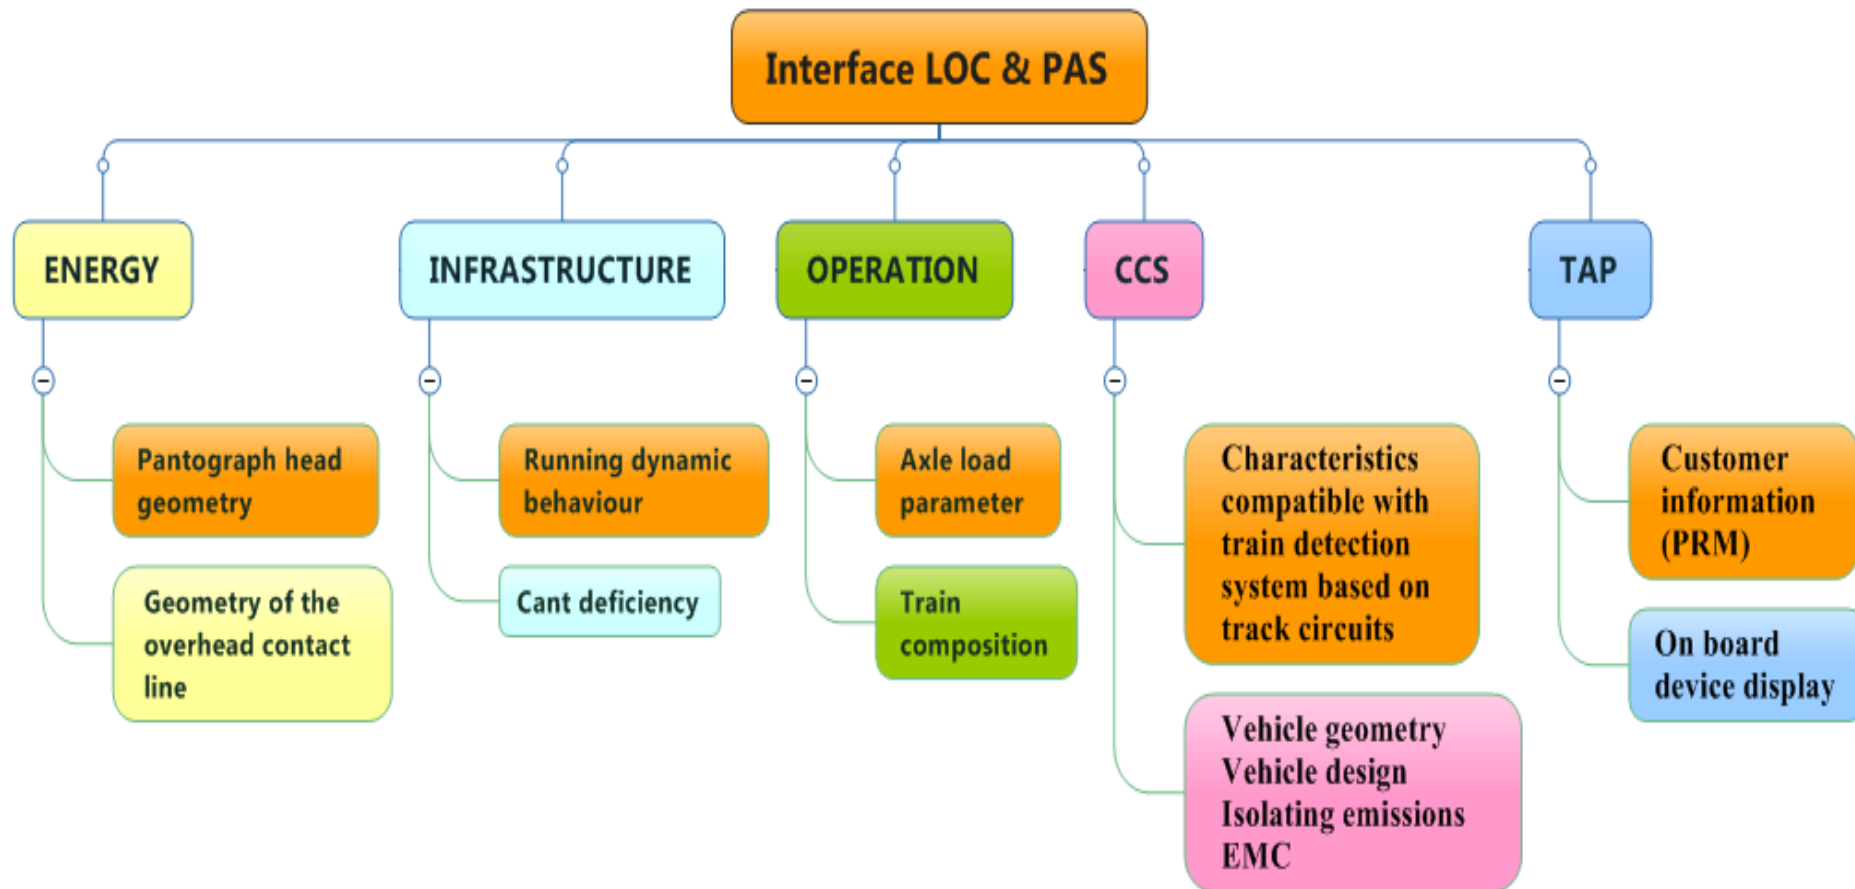 Interface LOC & PAS
ENERGY
INFRASTRUCTURE
OPERATION
CCS
TAP
Pantograph head
geometry
Geometry of the
overhead contact
line
Running dynamic
behaviour
Cant deficiency
Axle load
parameter
Train
composition
Characteristics
compatible with
train detection
system based on
track circuits
Vehicle geometry
Vehicle design
Isolating emissions
EMC
Customer
information
(PRM)
On board
device display